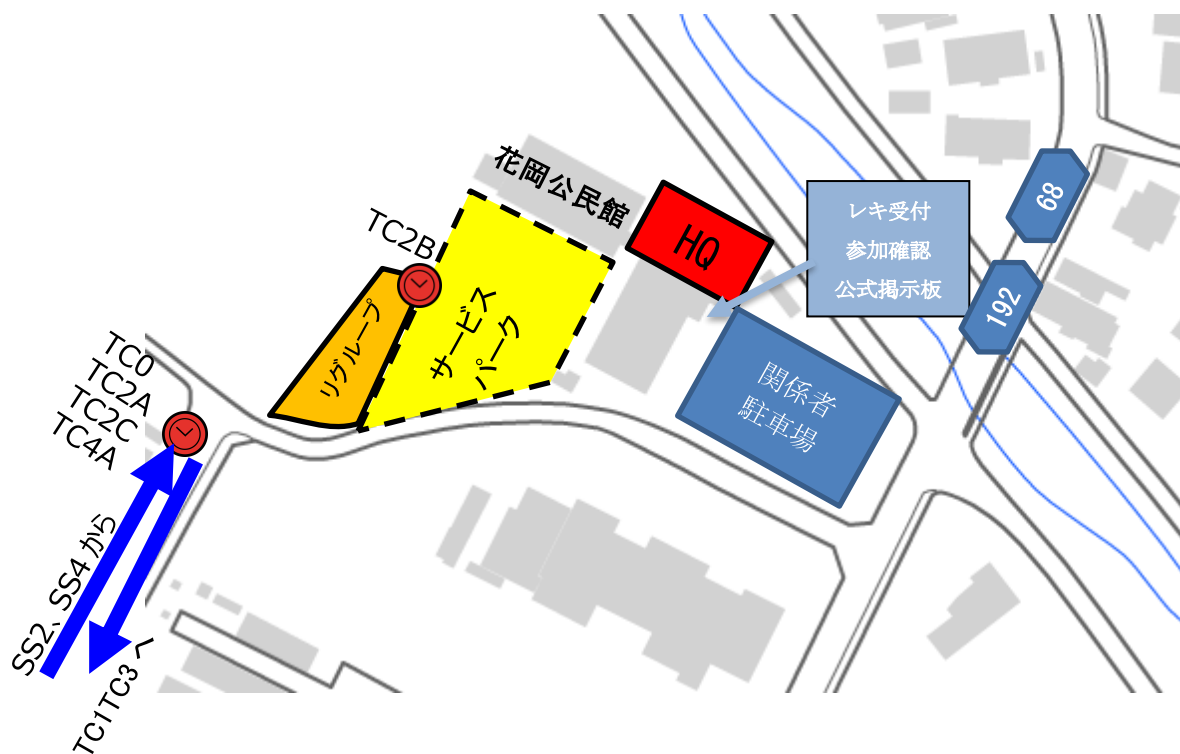 花岡公民館
HQ
レキ受付
参加確認
公式掲示板
68
192
TC2B
サービス
パーク
リグループ
関係者
駐車場
TC0
TC2A
TC2C
TC4A
SS2、SS4から
TC1TC3へ